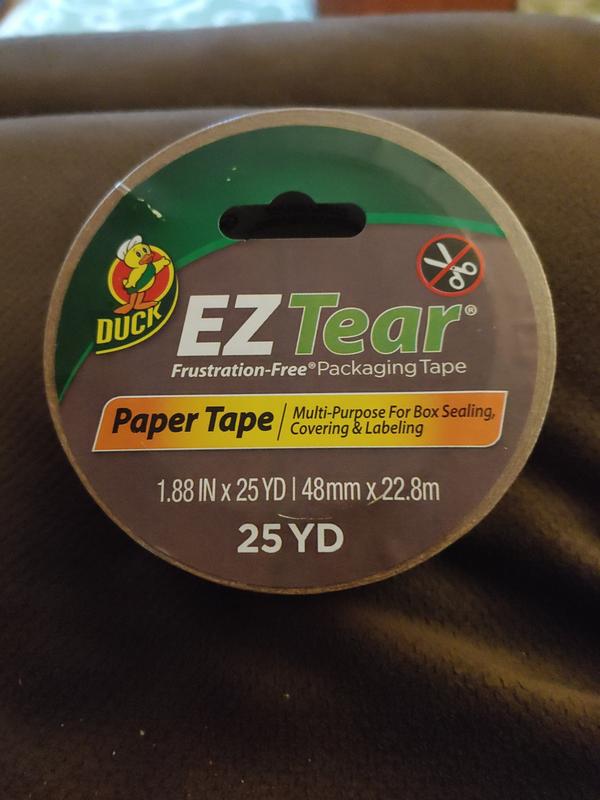 DUCK
EZ Tear®
Frustration-Free® Packaging Tape
Paper Tape | Multi-Purpose For Box Sealing,
Covering & Labeling
1.88 IN x 25 YD | 48mm x 22.8m
25 YD